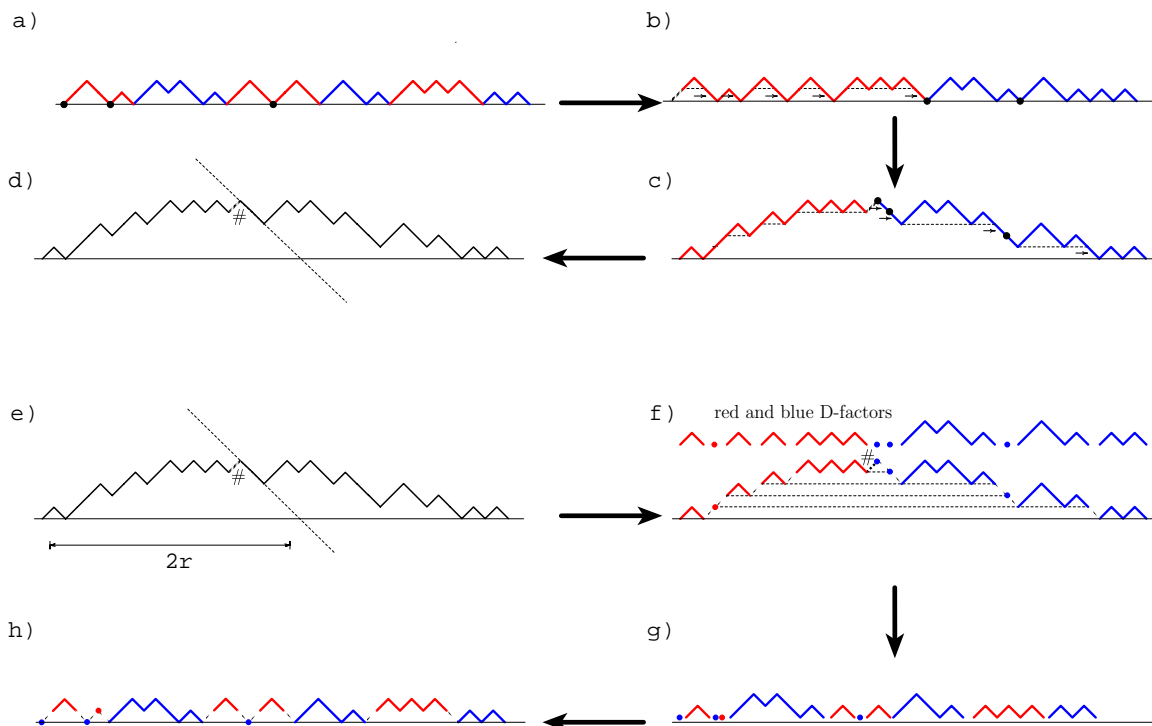 a)
b)
d)
#
c)
e)
#
2r
f)
red and blue D-factors
#
h)
g)